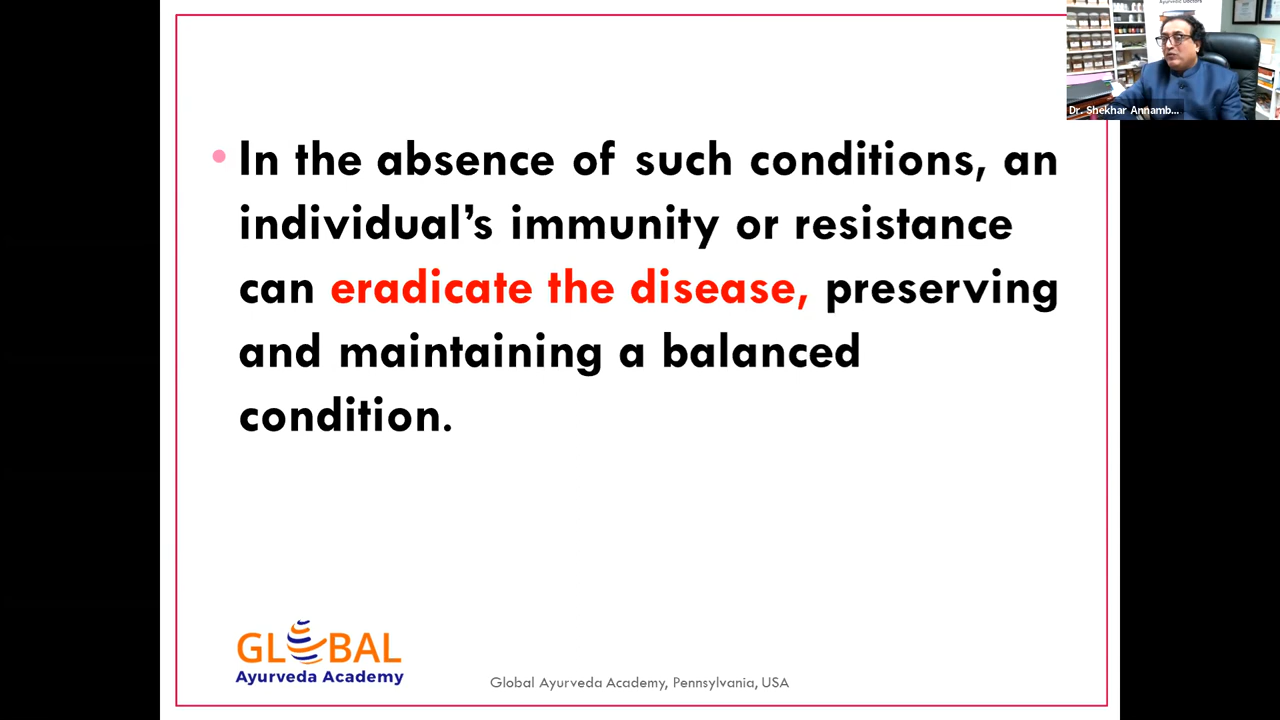 • In the absence of such conditions, an
individual’s immunity or resistance
can eradicate the disease, preserving
and maintaining a balanced
condition.
Dr. Shekhar Annamb...
GLOBAL
Ayurveda Academy
Global Ayurveda Academy, Pennsylvania, USA